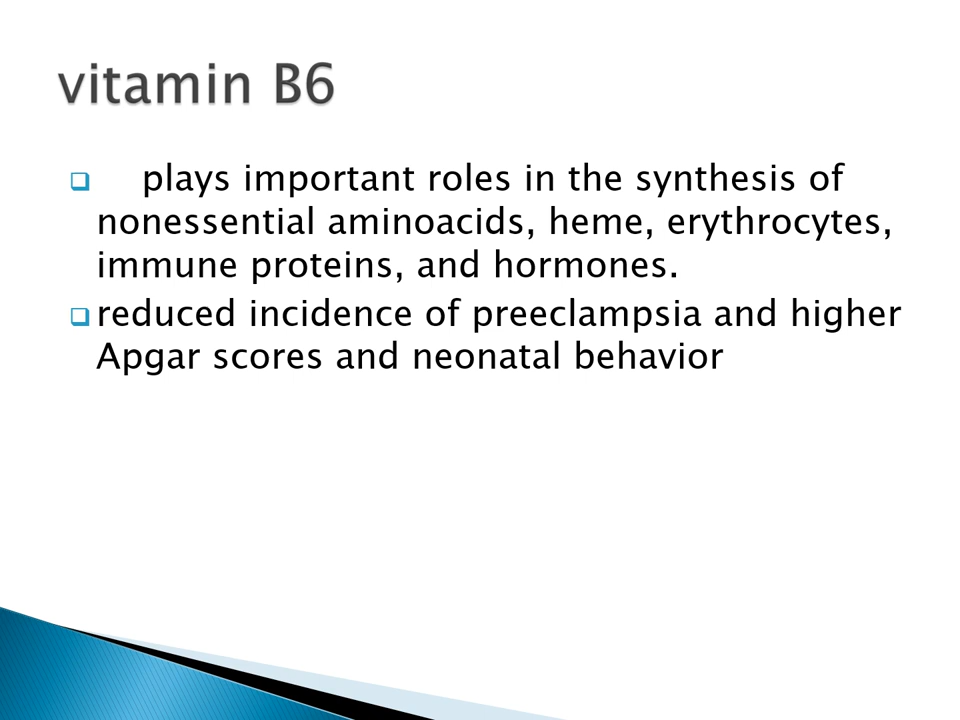 vitamin B6
plays important roles in the synthesis of
nonessential aminoacids, heme, erythrocytes,
immune proteins, and hormones.
reduced incidence of preeclampsia and higher
Apgar scores and neonatal behavior